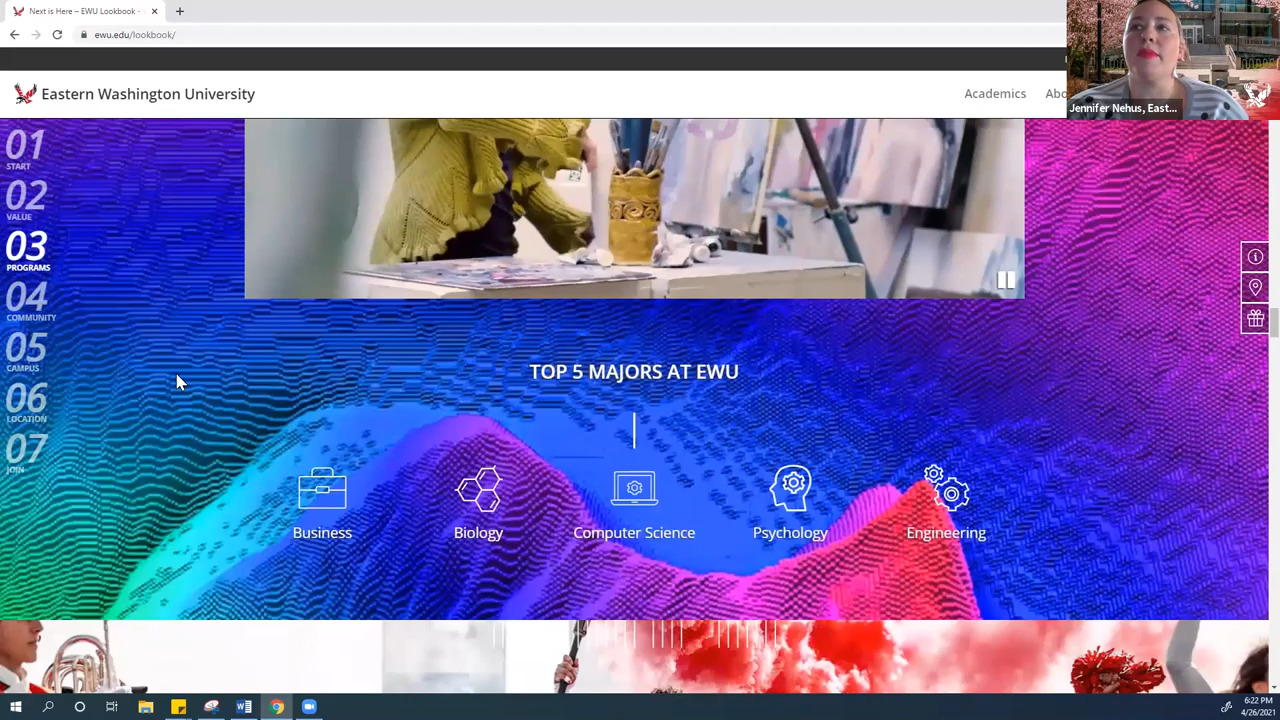 Next is Here – EWU Lookbook -
ewu.edu/lookbook/
Eastern Washington University
Academics
Jennifer Nehus, East...
01
START
02
VALUE
03
PROGRAMS
04
COMMUNITY
05
CAMPUS
06
LOCATION
07
JOIN
TOP 5 MAJORS AT EWU
Business
Biology
Computer Science
Psychology
Engineering
6:22 PM
4/26/2021